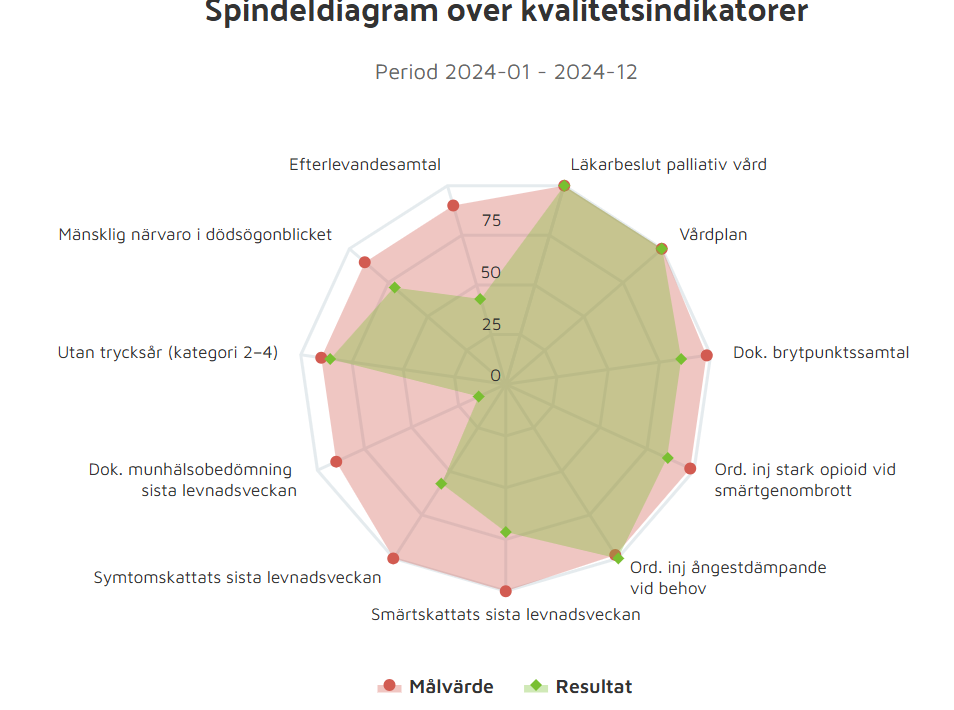 Spindeldiagram över kvalitetsindikatorer
Period 2024-01 - 2024-12
Efterlevandesamtal
Läkarbeslut palliativ vård
75
Mänsklig närvaro i dödsögonblicket
Vårdplan
50
25
Utan trycksår (kategori 2–4)
Dok. brytpunktssamtal
0
Dok. munhälsobedömning
sista levnadsveckan
Ord. inj stark opioid vid
smärtgenombrott
Symtomskattats sista levnadsveckan
Ord. inj ångestdämpande
vid behov
Smärtskattats sista levnadsveckan
Målvärde
Resultat